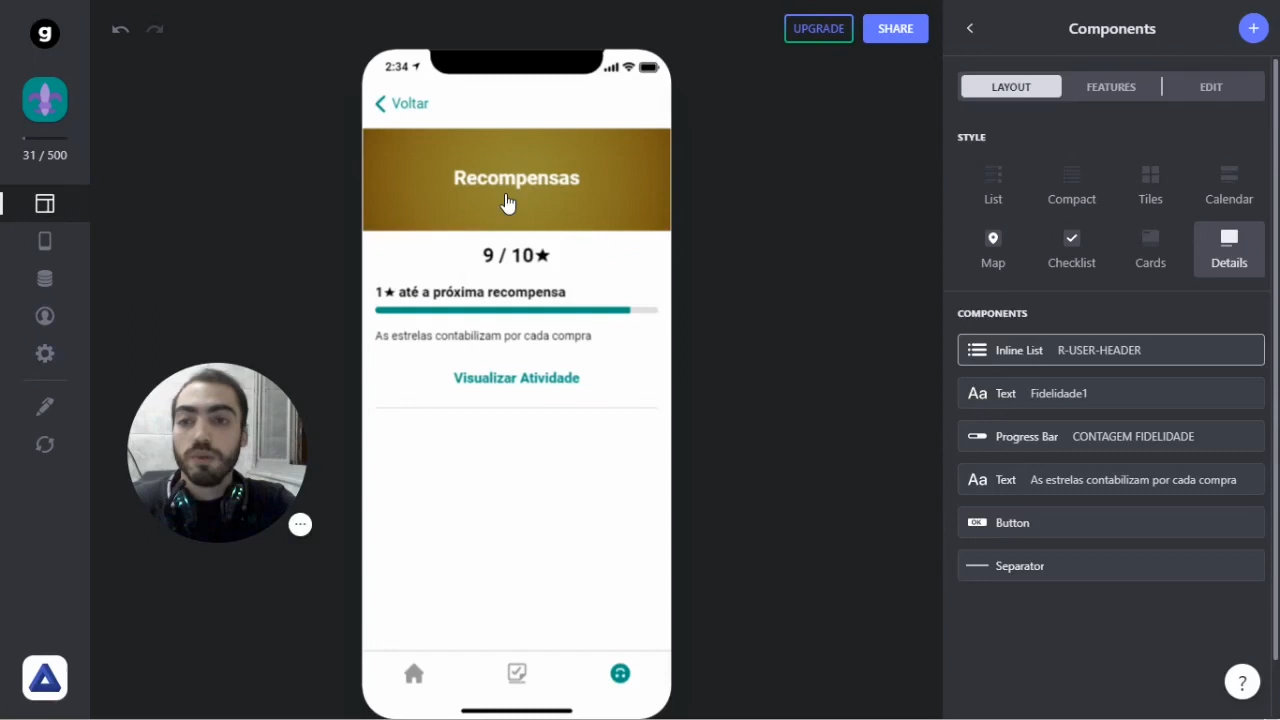 g
31 / 500
UPGRADE
SHARE
2:34
Voltar
Recompensas
9 / 10★
1★ até a próxima recompensa
As estrelas contabilizam por cada compra
Visualizar Atividade
Components
+
LAYOUT
FEATURES
EDIT
STYLE
List
Compact
Tiles
Calendar
Map
Checklist
Cards
Details
COMPONENTS
Inline List R-USER-HEADER
Aa Text Fidelidade1
Progress Bar CONTAGEM FIDELIDADE
Aa Text As estrelas contabilizam por cada compra
OK Button
Separator
?